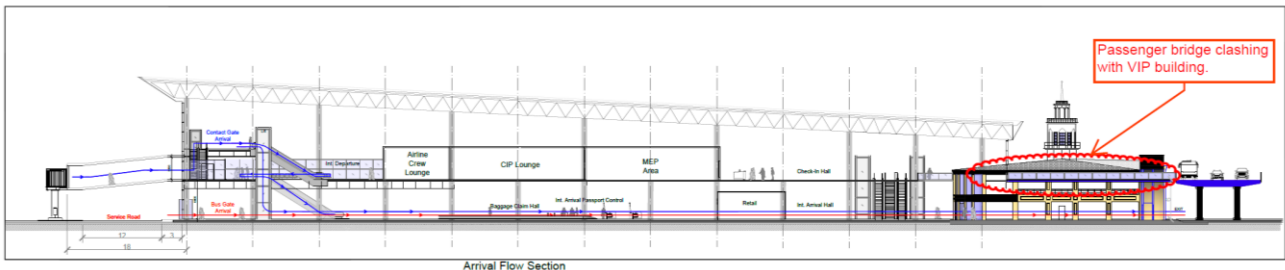 Passenger bridge clashing
with VIP building.
Contact Gate
Arrival
Int. Departure
Airline
Crew
Lounge
CIP Lounge
MEP
Area
Check-In Hall
Service Road
Bus Gate
Arrival
Baggage Claim Hall
Int. Arrival Passport Control
Retail
Int. Arrival Hall
12
3
18
Arrival Flow Section